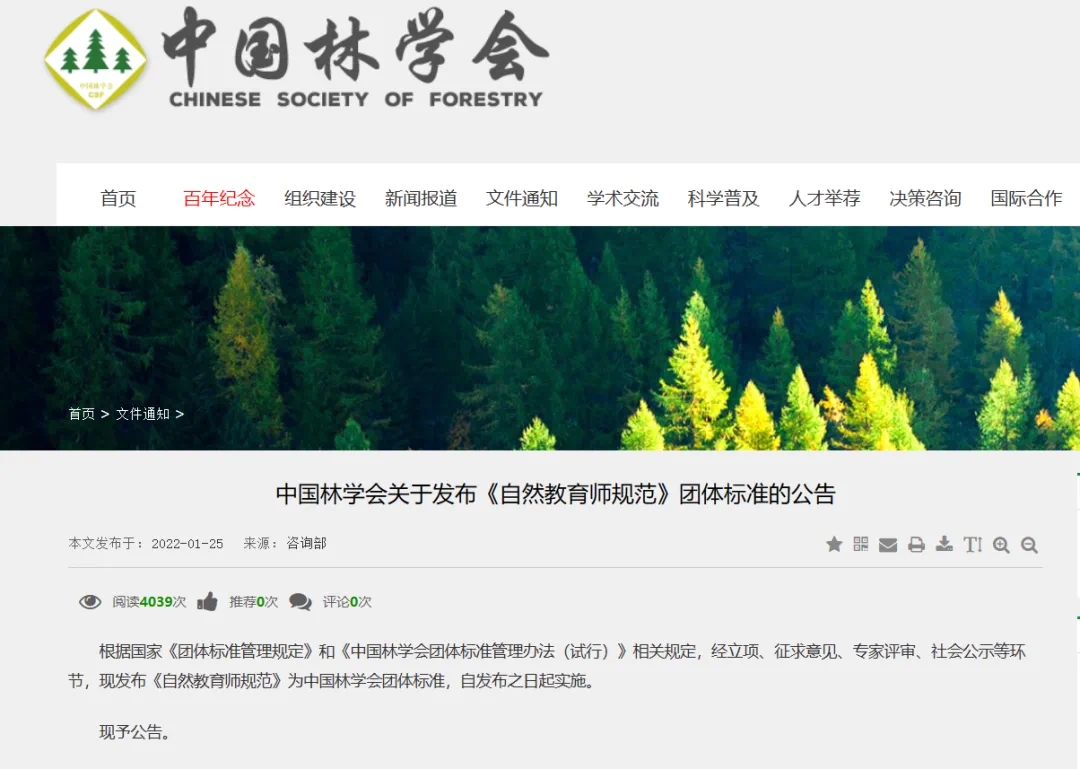 中国林学会
CSF
中国林学会
CHINESE SOCIETY OF FORESTRY
首页 百年纪念 组织建设 新闻报道 文件通知 学术交流 科学普及 人才举荐 决策咨询 国际合作
首页 > 文件通知 >
中国林学会关于发布《自然教育师规范》团体标准的公告
本文发布于： 2022-01-25 来源： 咨询部
阅读4039次 推荐0次 评论0次
根据国家《团体标准管理规定》和《中国林学会团体标准管理办法（试行）》相关规定，经立项、征求意见、专家评审、社会公示等环
节，现发布《自然教育师规范》为中国林学会团体标准，自发布之日起实施。
现予公告。